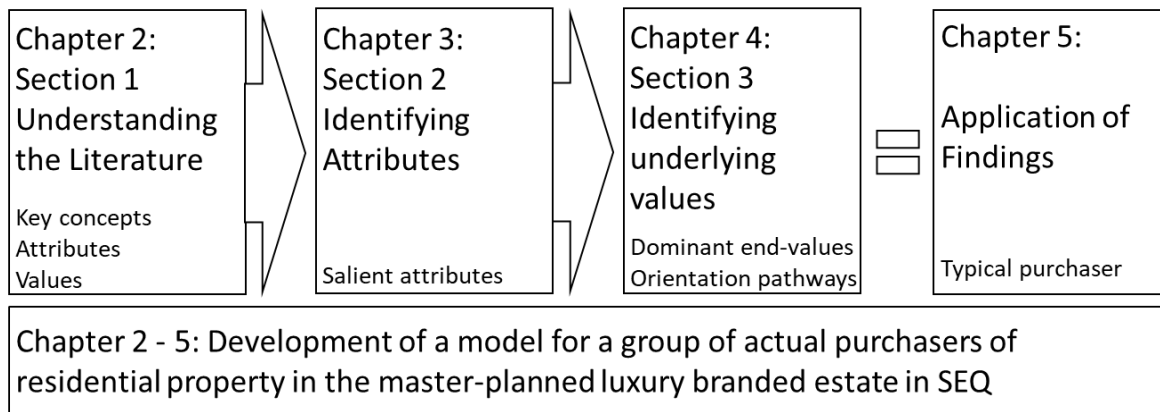 Chapter 2:
Section 1
Understanding
the Literature
Key concepts
Attributes
Values
Chapter 3:
Section 2
Identifying
Attributes
Salient attributes
Chapter 4:
Section 3
Identifying
underlying
values
Dominant end-values
Orientation pathways
Chapter 5:
Application of
Findings
Typical purchaser
Chapter 2 - 5: Development of a model for a group of actual purchasers of
residential property in the master-planned luxury branded estate in SEQ